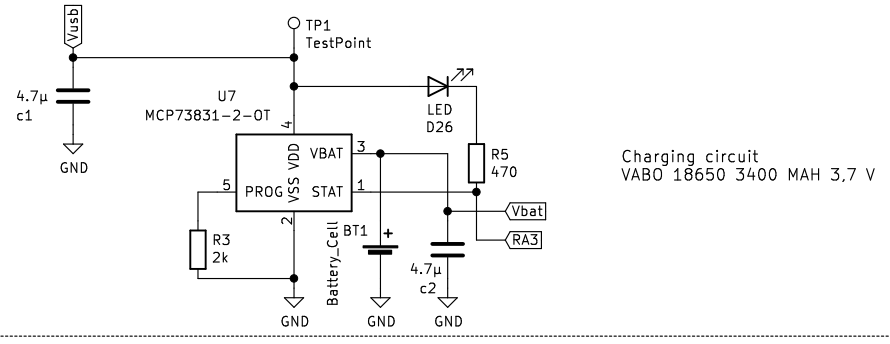 Vusb
TP1
TestPoint
4.7µ
c1
GND
U7
MCP73831-2-OT
LED
D26
4
VDD
VBAT
3
R5
470
5
PROG
VSS
STAT
1
2
R3
2k
Vbat
RA3
BT1
+
Battery_Cell
4.7µ
c2
GND
GND
GND
Charging circuit
VABO 18650 3400 MAH 3,7 V